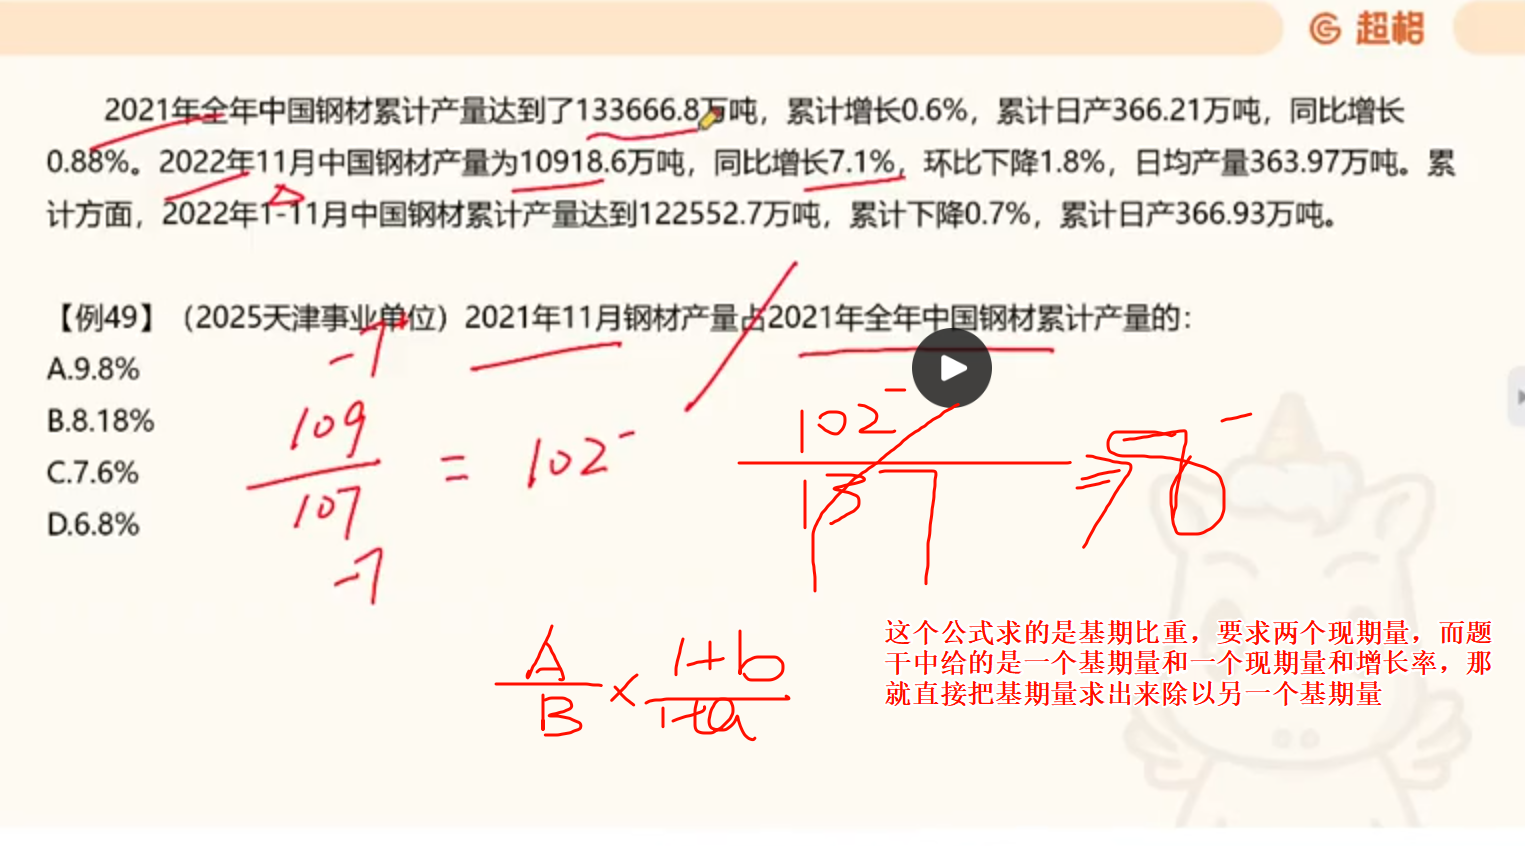 超格
2021年全年中国钢材累计产量达到了133666.8万吨，累计增长0.6%，累计日产366.21万吨，同比增长
0.88%。2022年11月中国钢材产量为10918.6万吨，同比增长7.1%，环比下降1.8%，日均产量363.97万吨。累
计方面，2022年1-11月中国钢材累计产量达到122552.7万吨，累计下降0.7%，累计日产366.93万吨。
【例49】（2025天津事业单位）2021年11月钢材产量占2021年全年中国钢材累计产量的：
A.9.8%
B.8.18%
C.7.6%
D.6.8%
-7
109
107
-7
= 102⁻
102⁻
A
B
×
1+b
1+a
这个公式求的是基期比重，要求两个现期量，而题
干中给的是一个基期量和一个现期量和增长率，那
就直接把基期量求出来除以另一个基期量